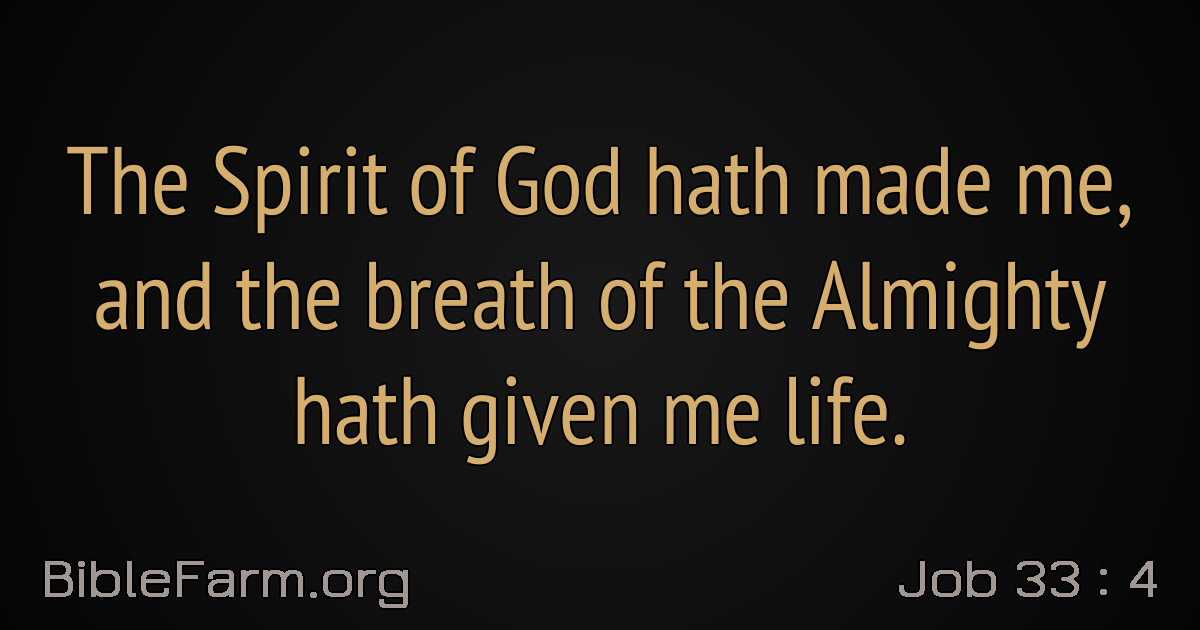 The Spirit of God hath made me,
and the breath of the Almighty
hath given me life.
BibleFarm.org
Job 33 : 4